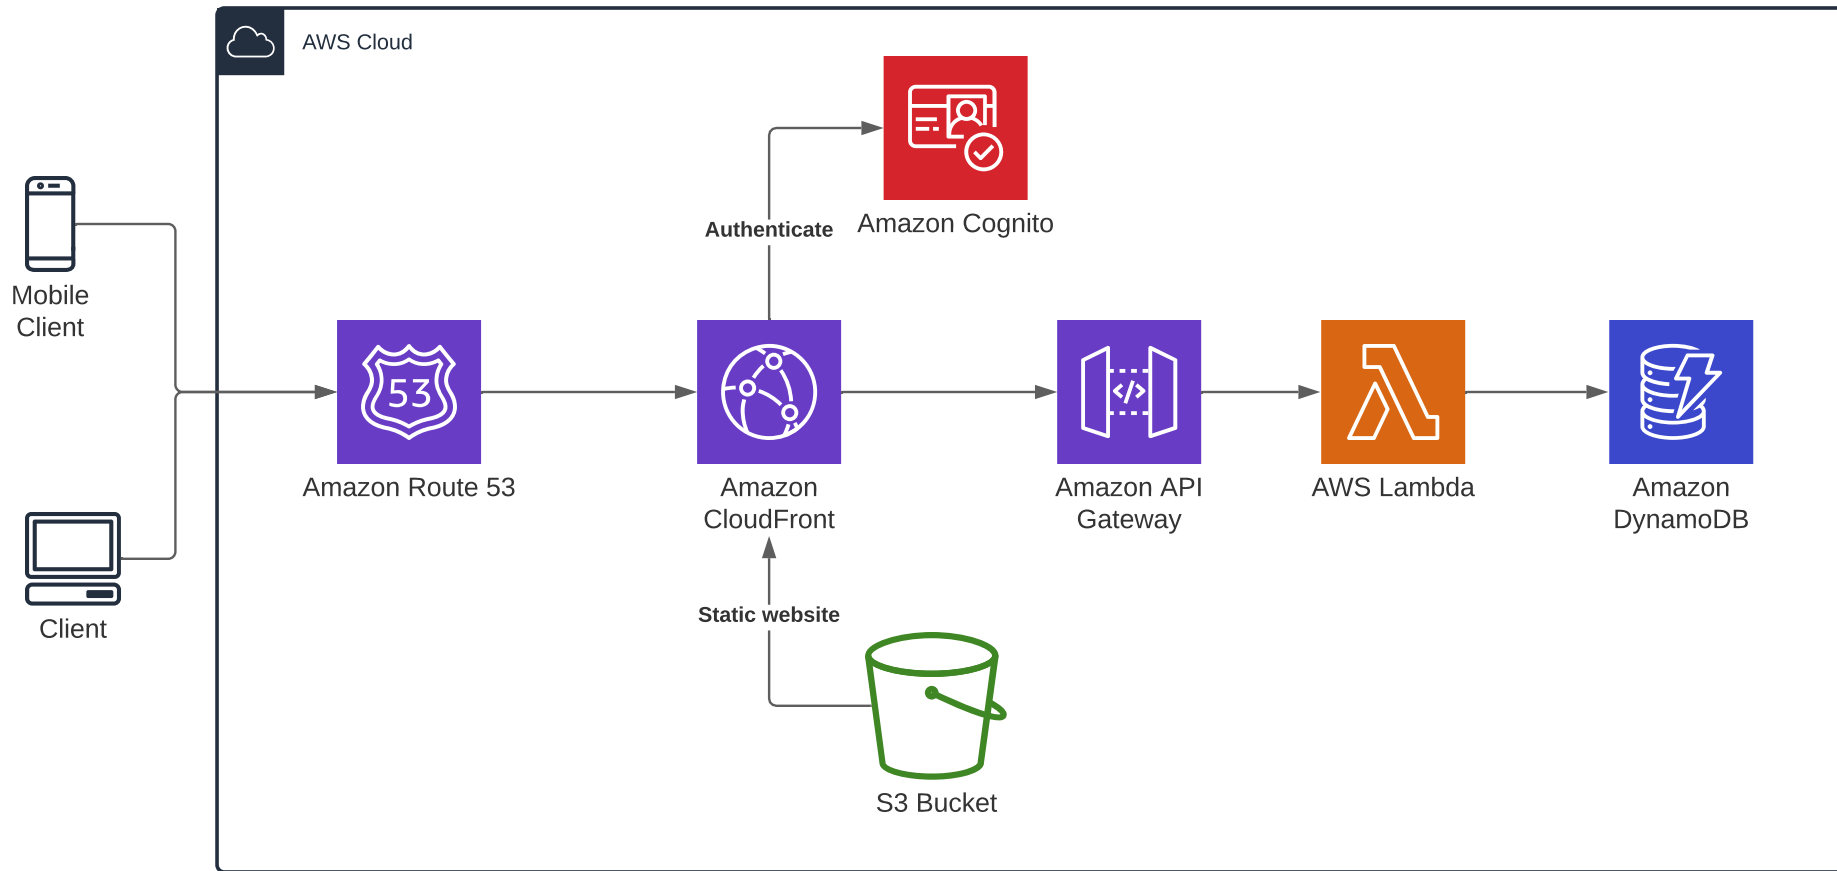 AWS Cloud
Authenticate
Amazon Cognito
Mobile
Client
53
Amazon Route 53
Amazon
CloudFront
</>
Amazon API
Gateway
AWS Lambda
Amazon
DynamoDB
Static website
Client
S3 Bucket